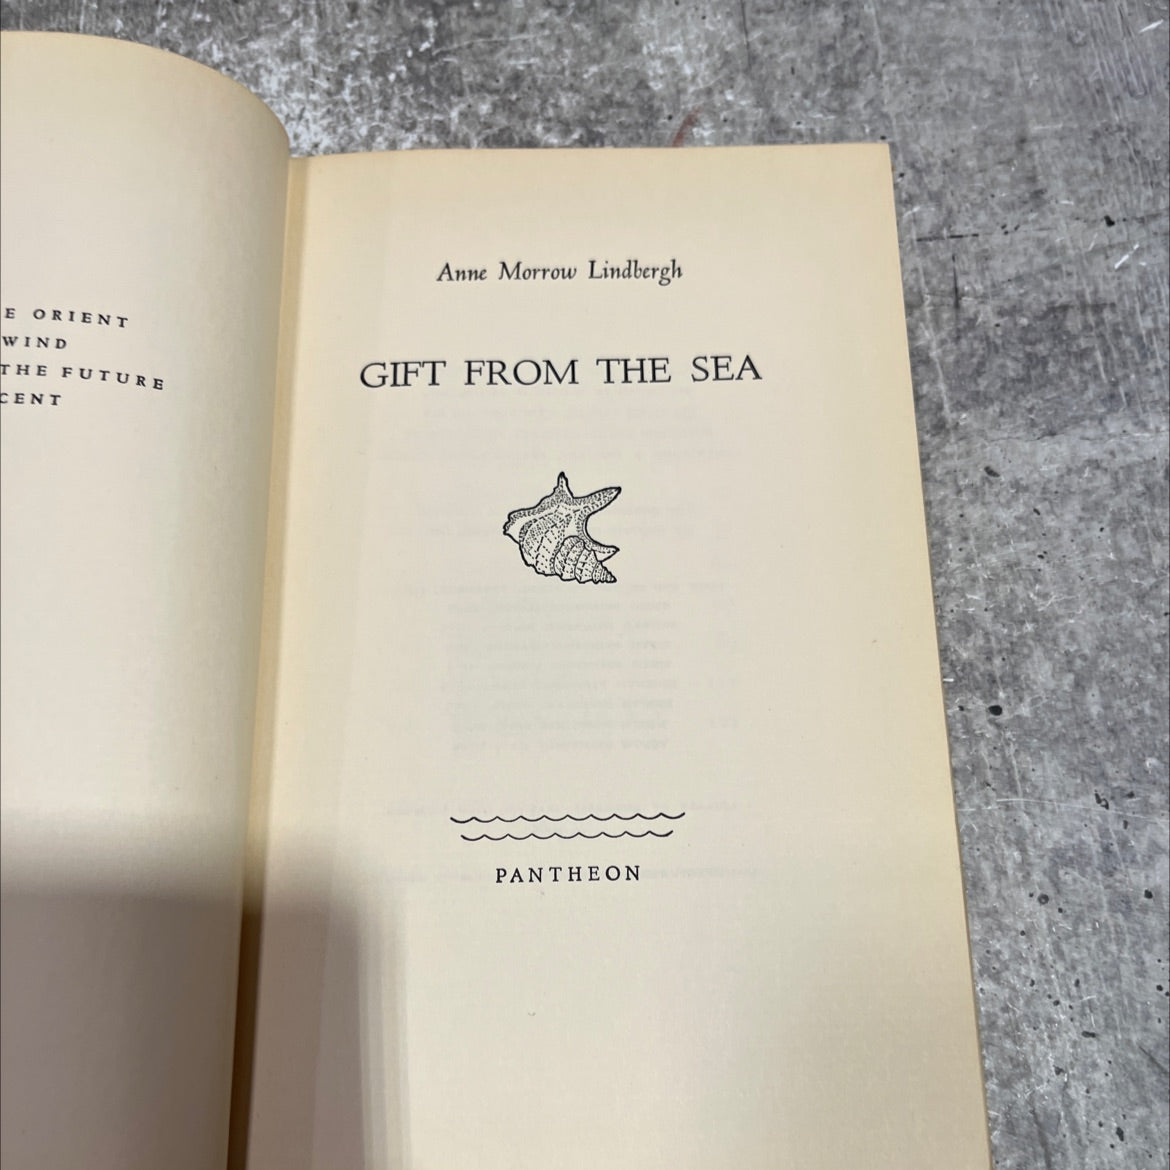 E ORIENT
WIND
THE FUTURE
CENT
Anne Morrow Lindbergh
GIFT FROM THE SEA
PANTHEON